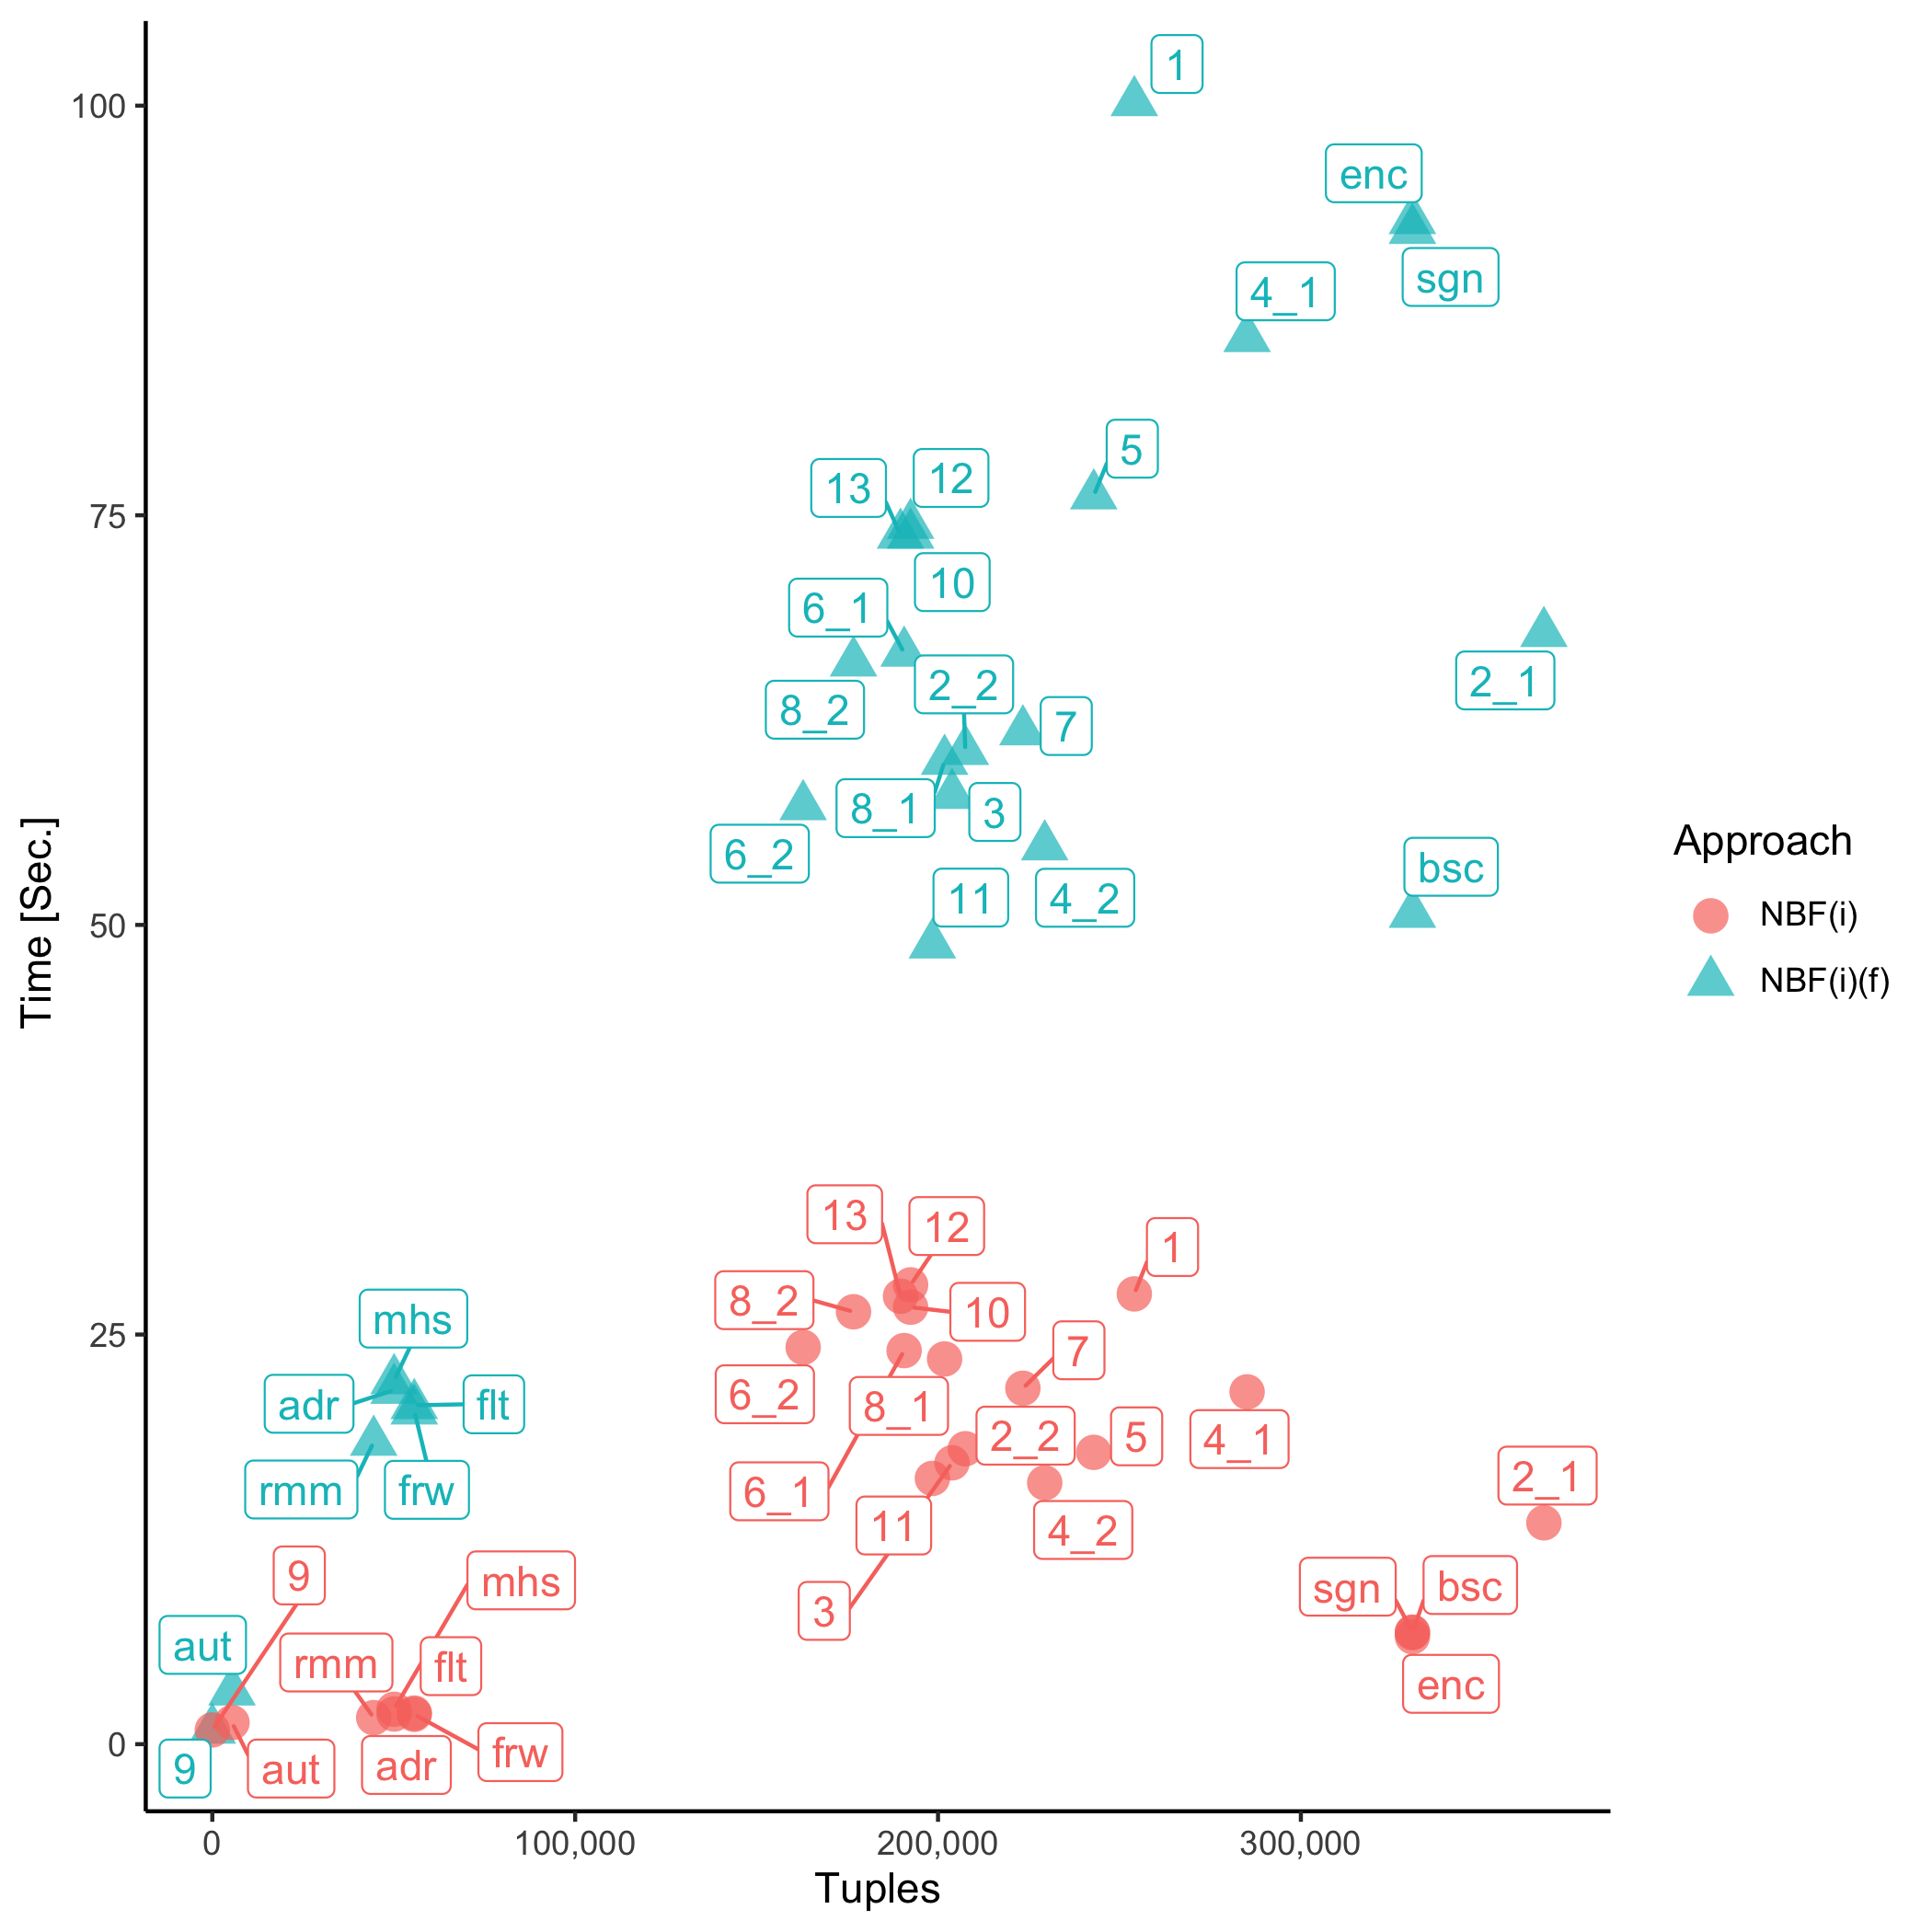 1
100
enc
sgn
4_1
5
12
13
75
10
6_1
2_2
2_1
8_2
7
8_1
3
6_2
bsc
11
4_2
50
Time [Sec.]
Approach
NBF(i)
NBF(i)(f)
13
12
1
8_2
10
mhs
25
7
6_2
adr
flt
8_1
2_2
5
4_1
2_1
rmm
frw
6_1
11
4_2
9
mhs
sgn
bsc
3
aut
rmm
flt
enc
0
9
aut
adr
frw
0
100,000
200,000
300,000
Tuples